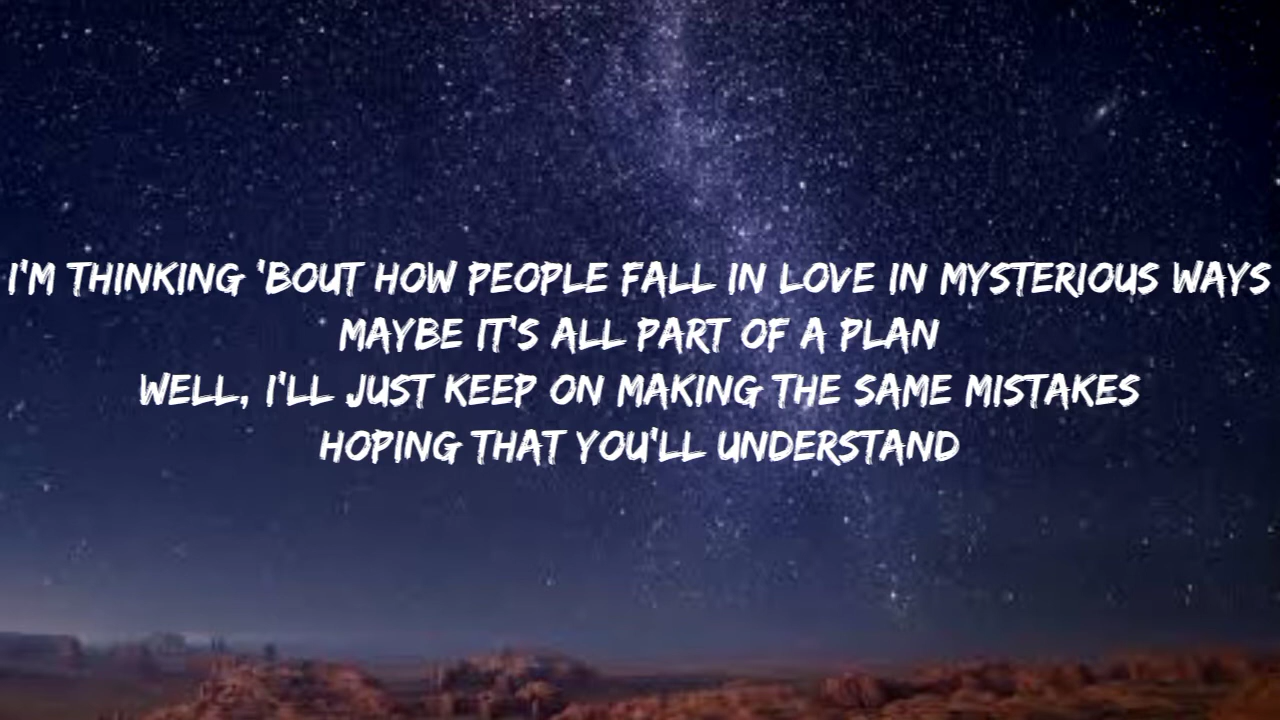 I'M THINKING 'BOUT HOW PEOPLE FALL IN LOVE IN MYSTERIOUS WAYS
MAYBE IT'S ALL PART OF A PLAN
WELL, I'LL JUST KEEP ON MAKING THE SAME MISTAKES
HOPING THAT YOU'LL UNDERSTAND